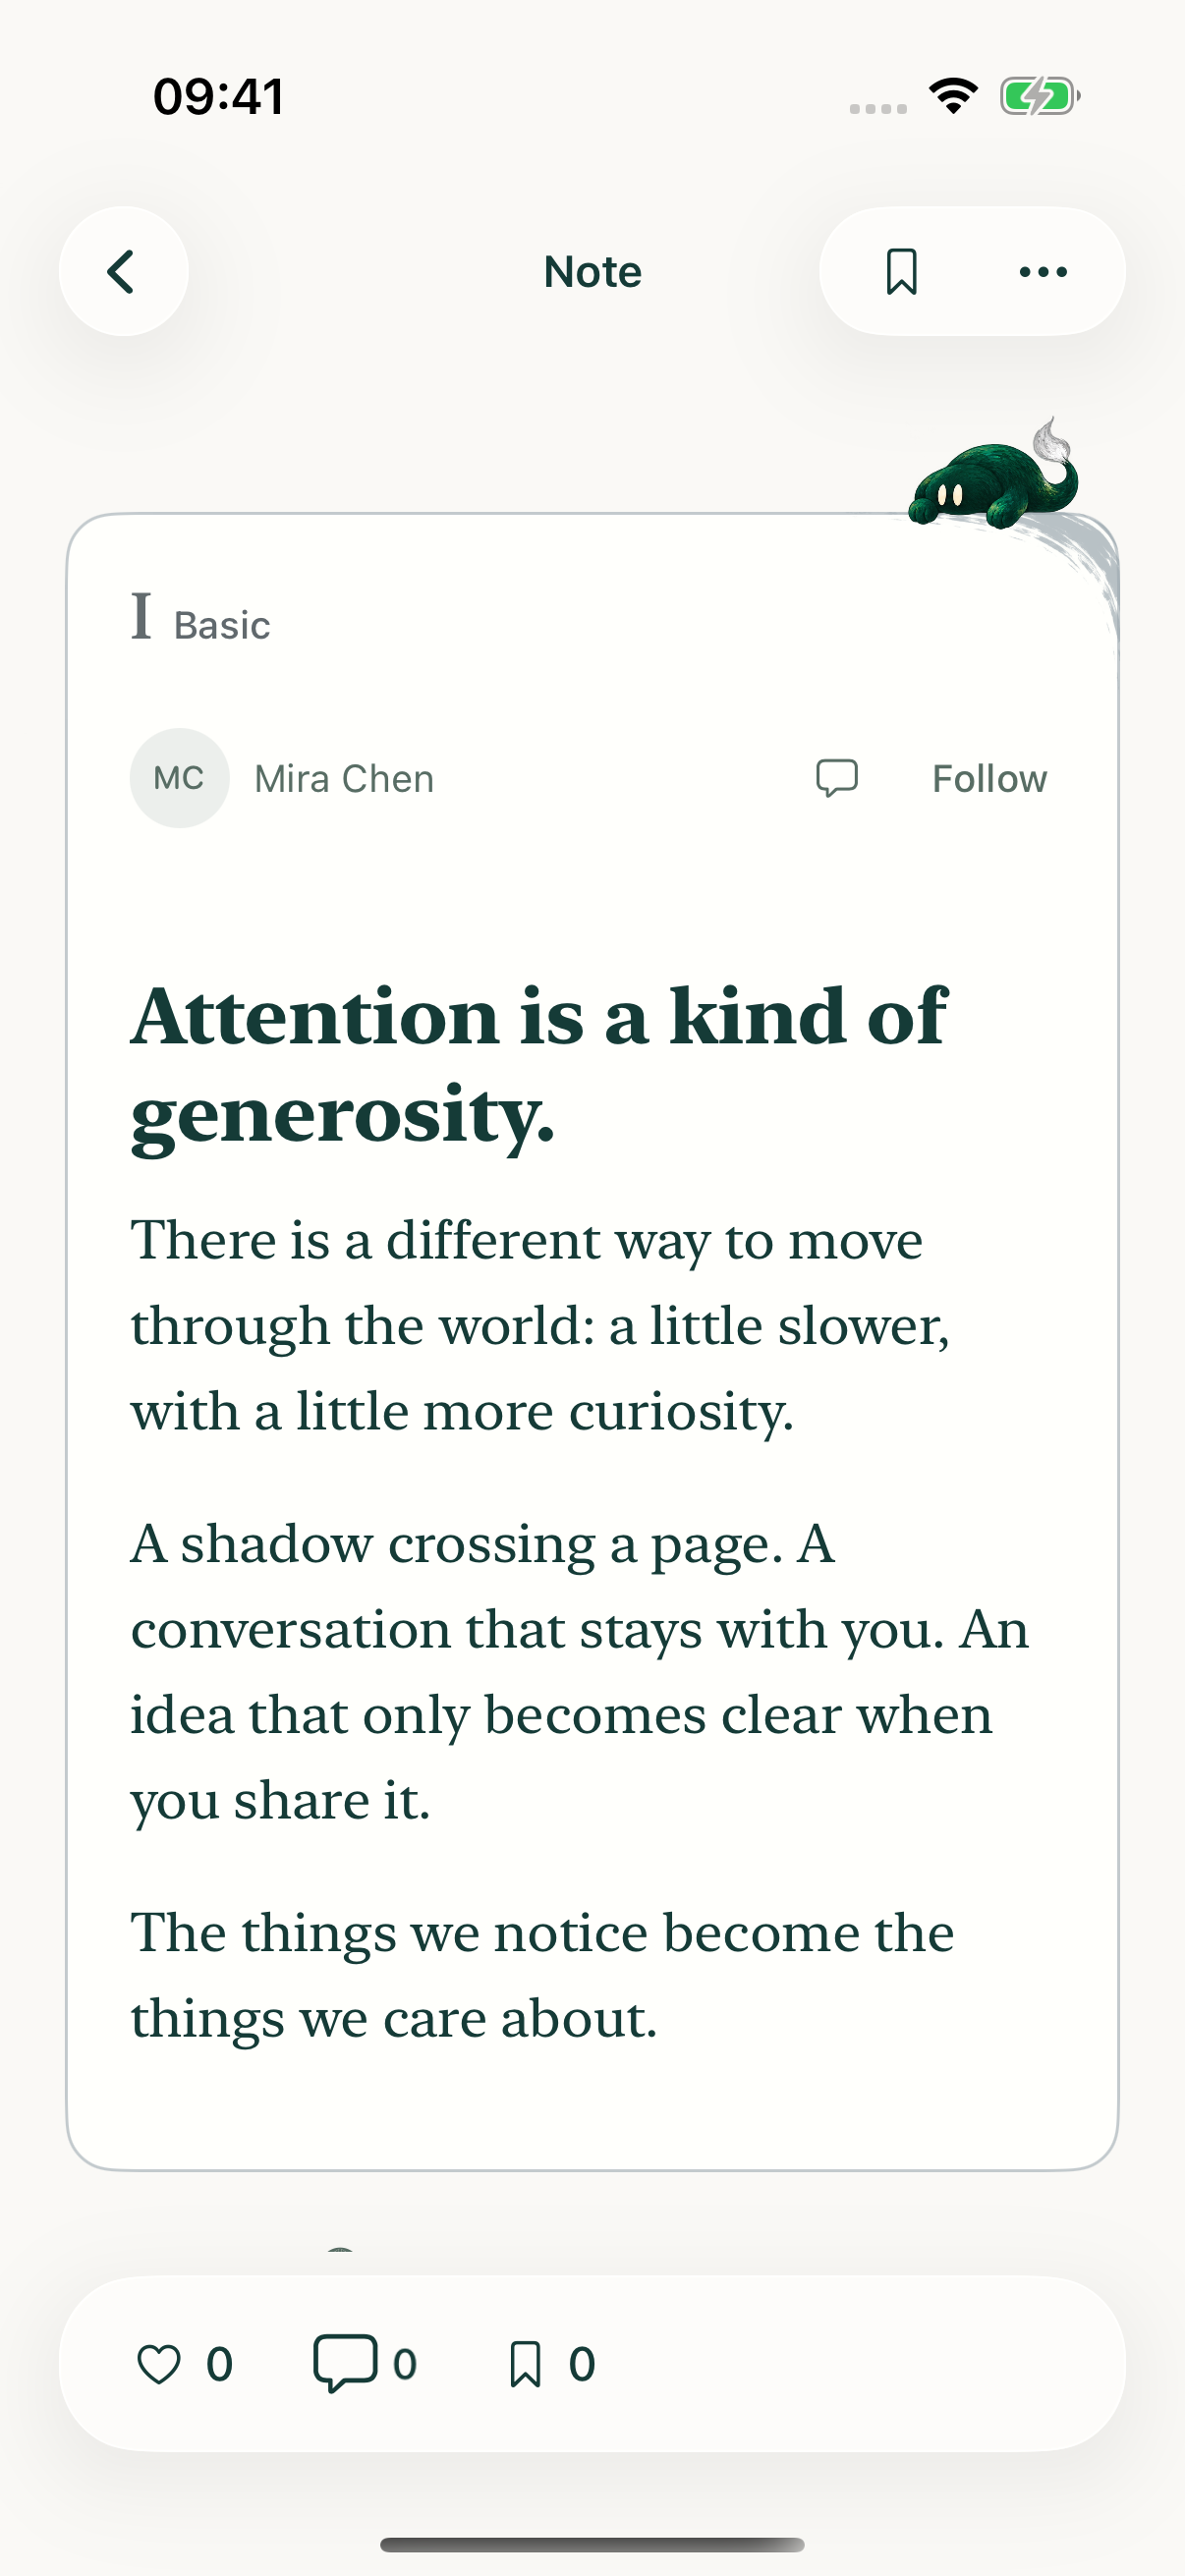 09:41
Note
I Basic
MC Mira Chen Follow
Attention is a kind of
generosity.
There is a different way to move
through the world: a little slower,
with a little more curiosity.
A shadow crossing a page. A
conversation that stays with you. An
idea that only becomes clear when
you share it.
The things we notice become the
things we care about.
0 0 0